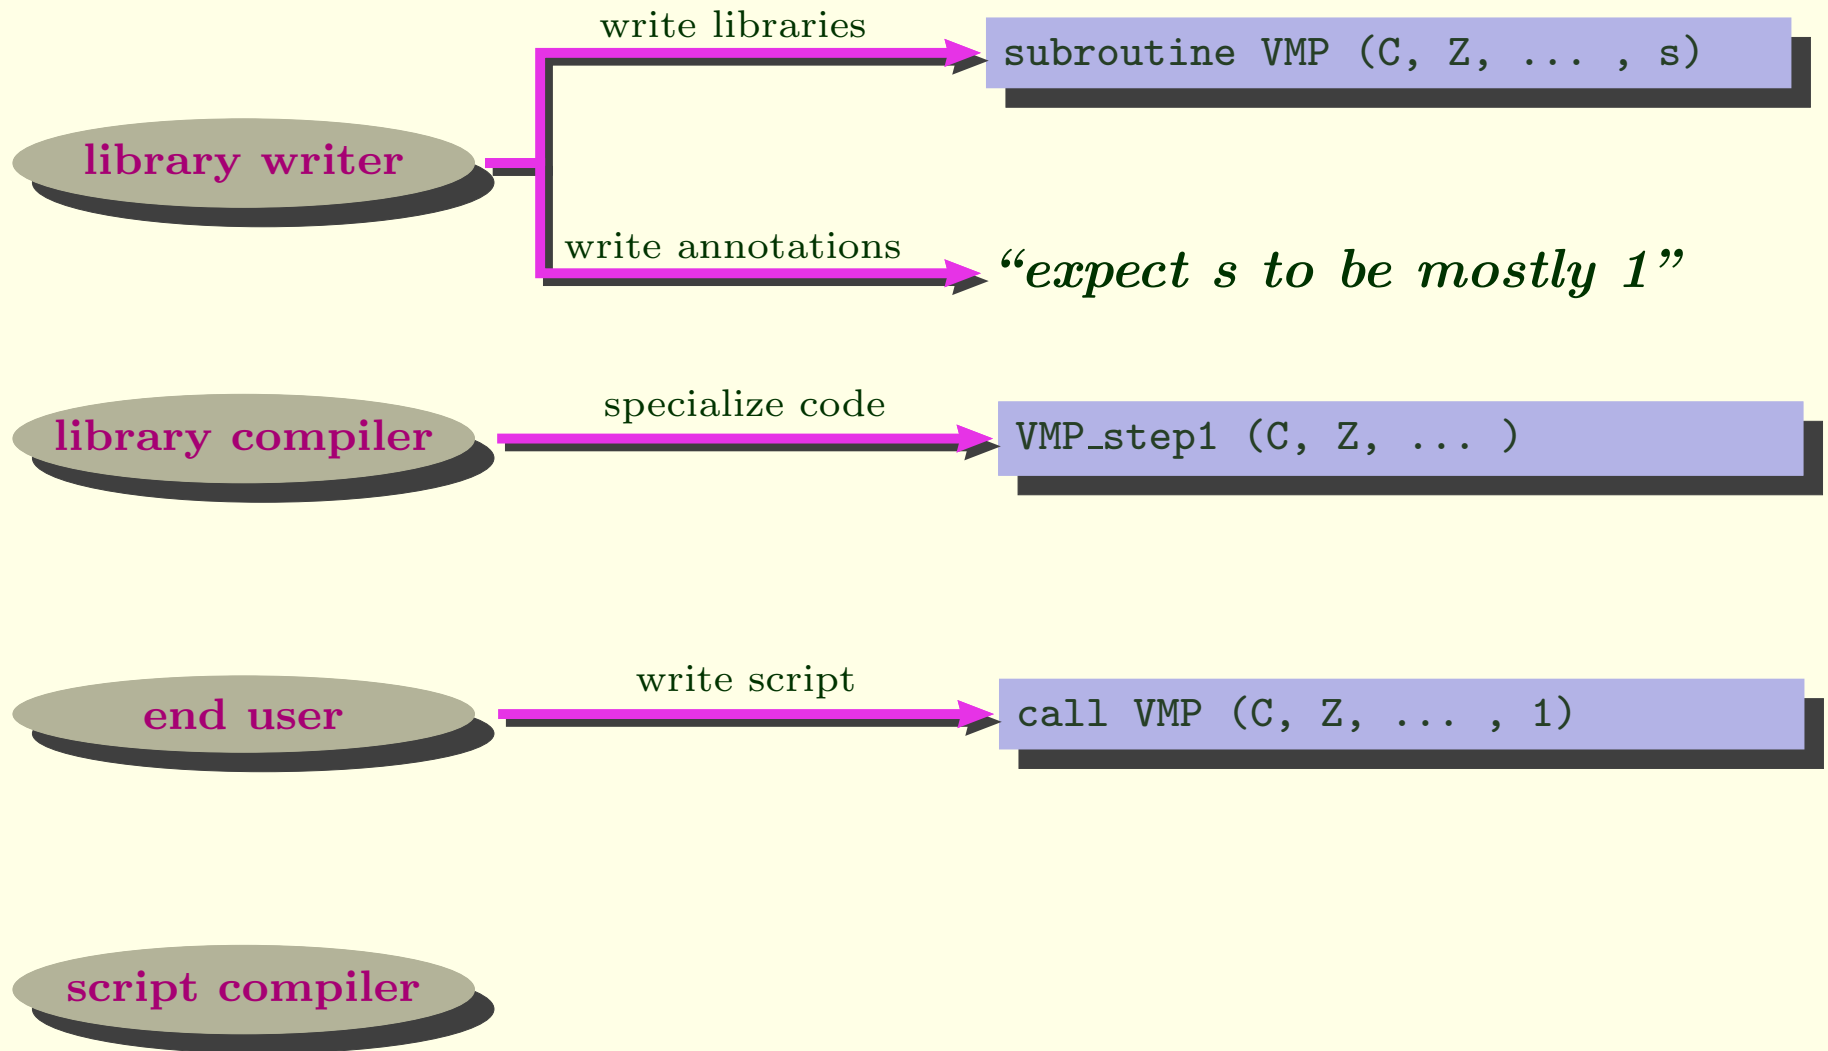 write libraries
subroutine VMP (C, Z, ... , s)
library writer
write annotations
“expect s to be mostly 1”
specialize code
library compiler
VMP_step1 (C, Z, ... )
write script
end user
call VMP (C, Z, ... , 1)
script compiler